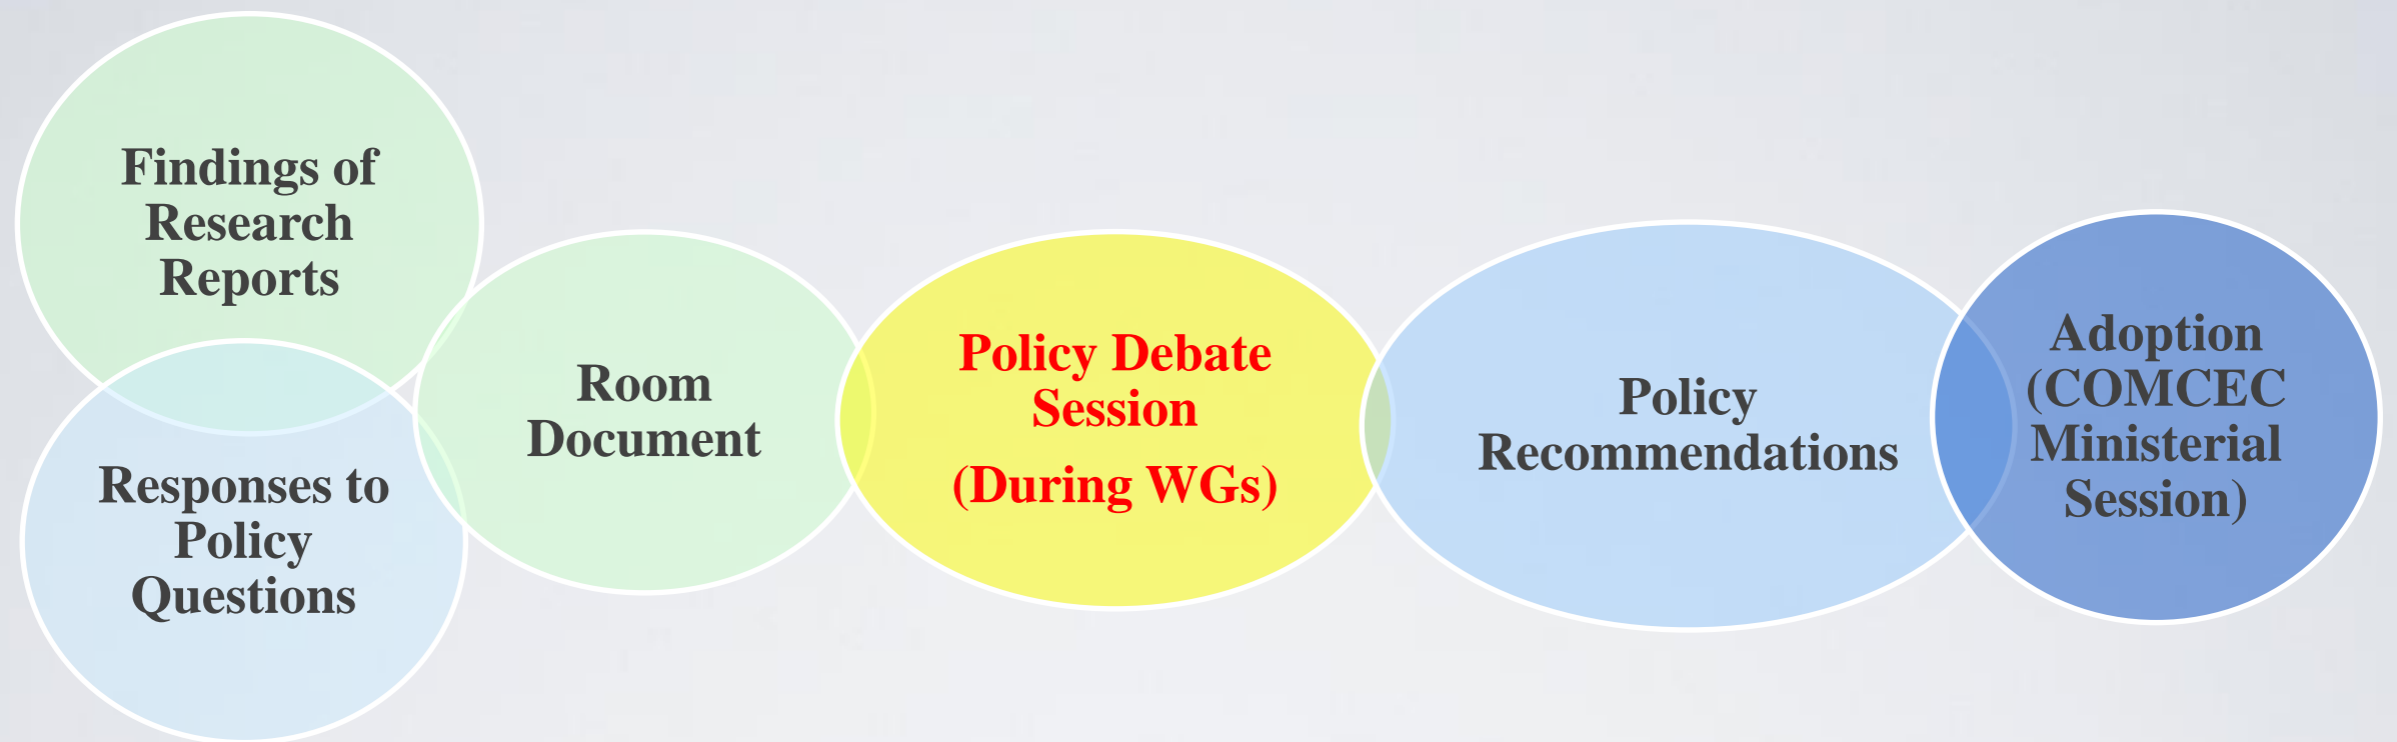 Findings of
Research
Reports
Responses to
Policy
Questions
Room
Document
Policy Debate
Session
(During WGs)
Policy
Recommendations
Adoption
(COMCEC
Ministerial
Session)